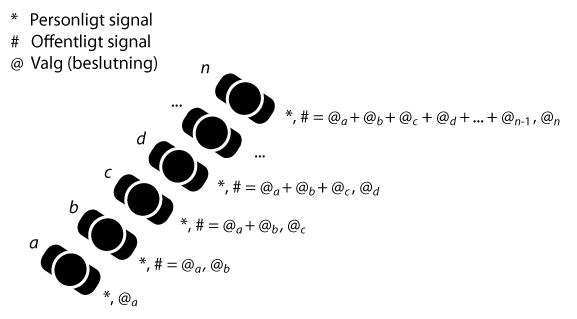 * Personligt signal
# Offentligt signal
@ Valg (beslutning)
n
...
*, # = @a + @b + @c + @d + ... + @n-1, @n
d
...
*, # = @a + @b + @c, @d
c
*, # = @a + @b, @c
b
*, # = @a, @b
a
*, @a